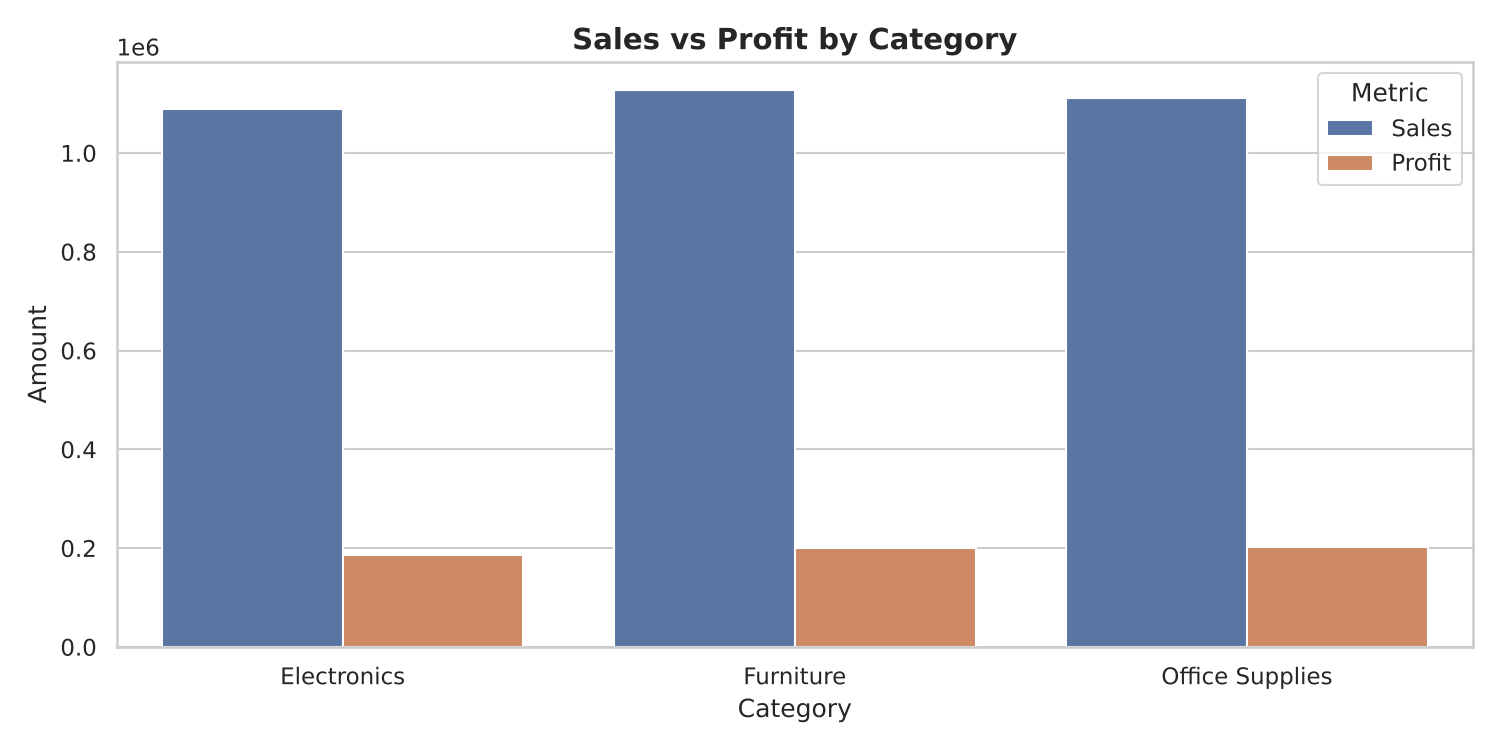 Sales vs Profit by Category
1e6
Metric
Sales
Profit
1.0
0.8
0.6
0.4
0.2
0.0
Amount
Electronics
Furniture
Office Supplies
Category